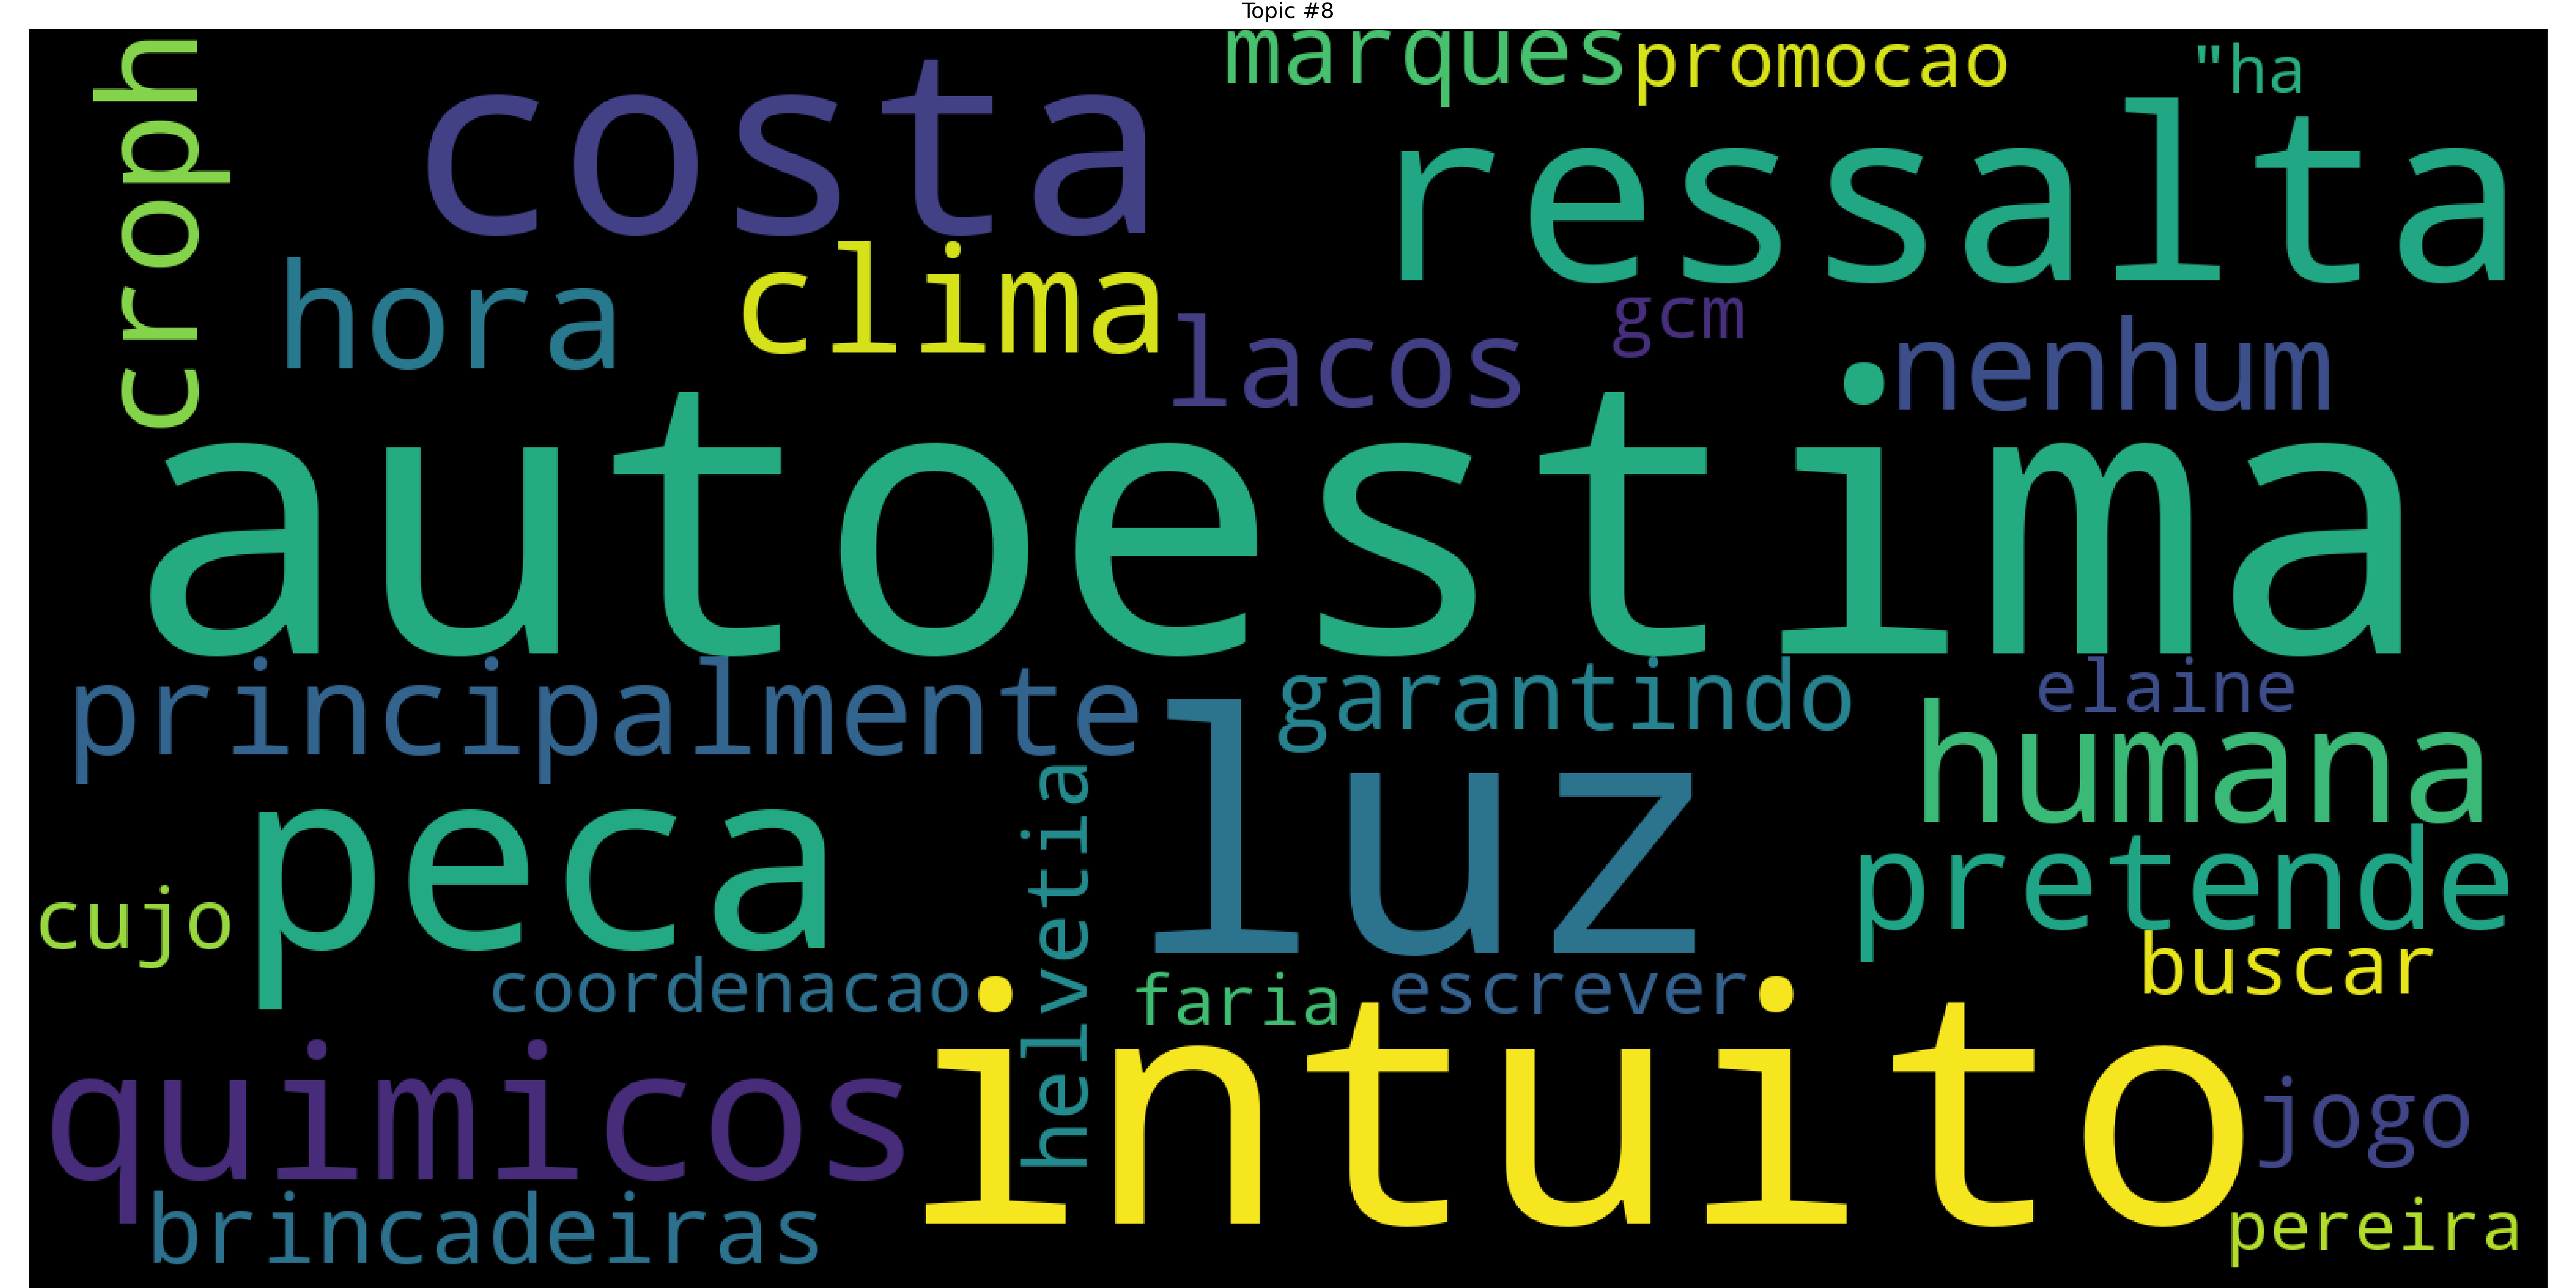 Topic #8
marques
promocao
"ha
croph
costa
ressalta
hora
clima
lacos
gcm
nenhum
autoestima
principalmente
garantindo
elaine
luz
humana
peca
helvetia
pretende
cujo
coordenacao
faria
escrever
buscar
quimicos
intuito
jogo
brincadeiras
pereira